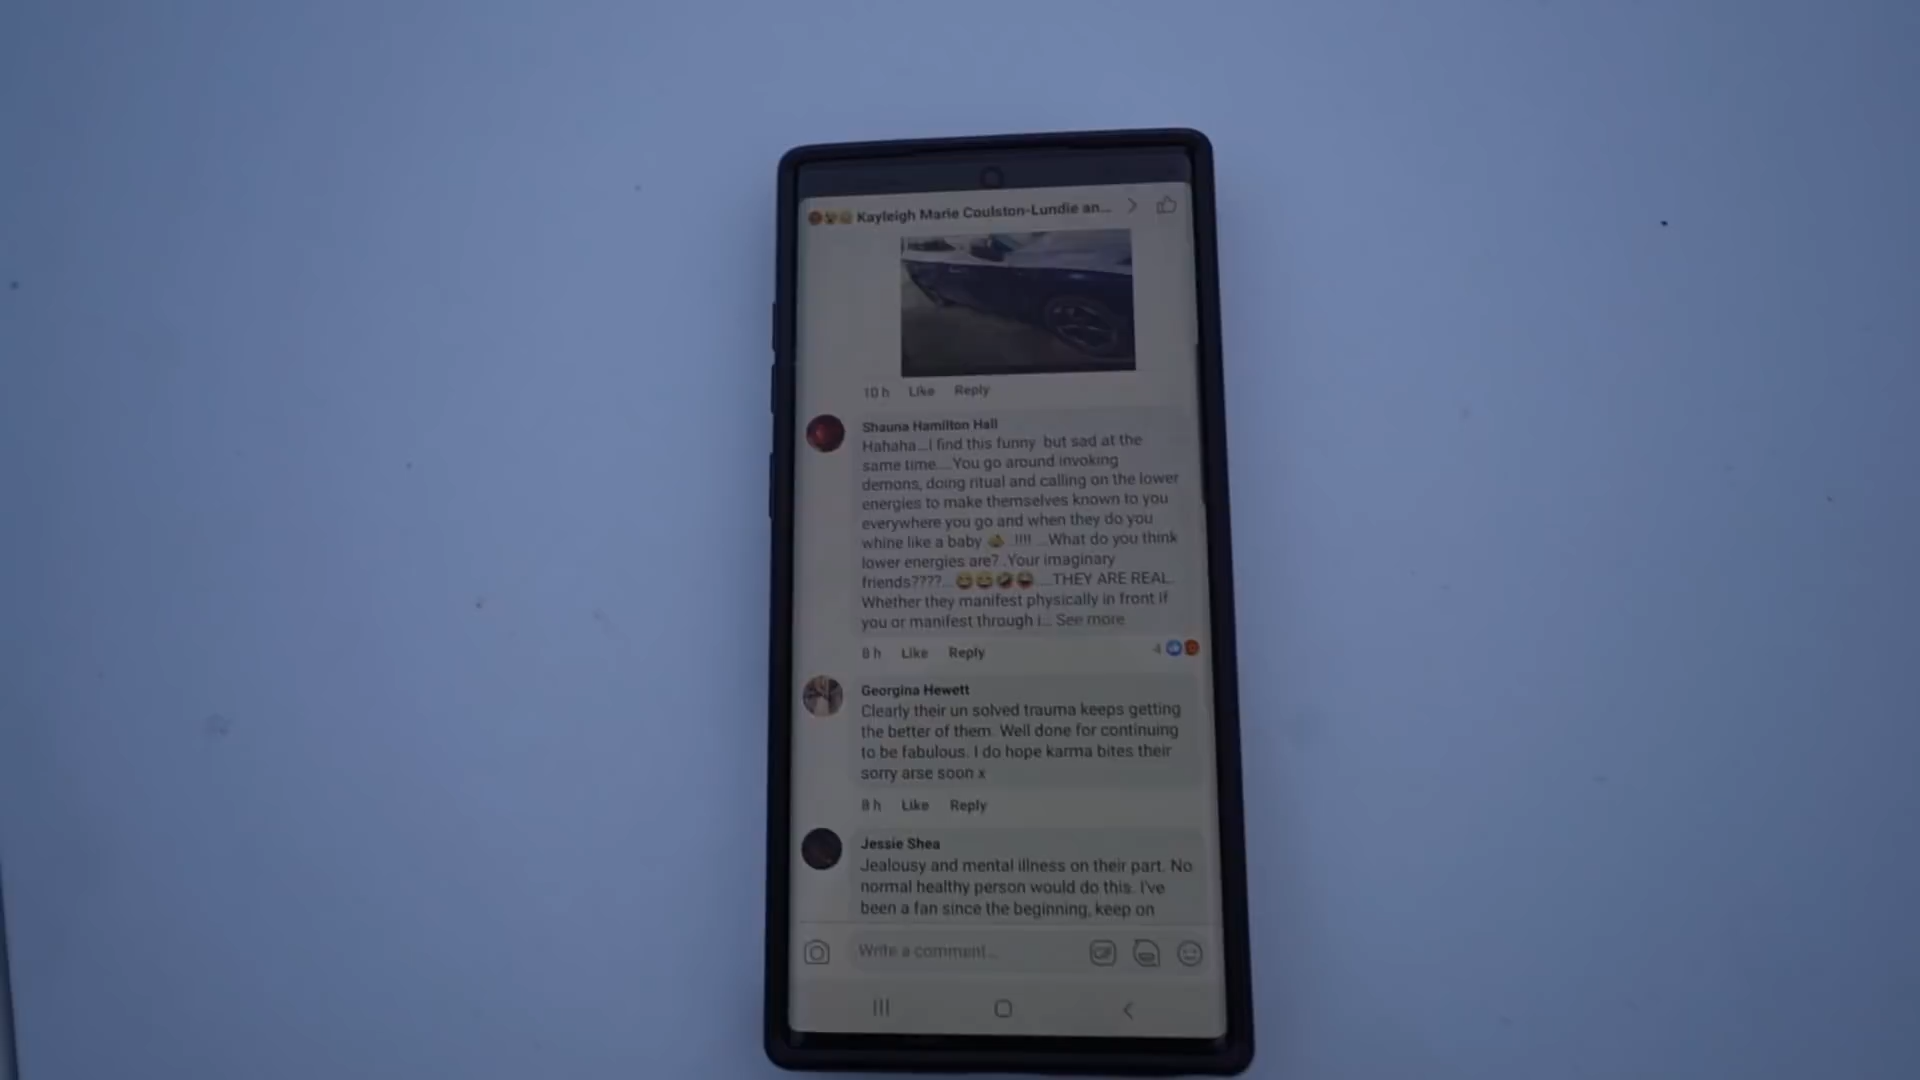 Kayleigh Marie Coulston-Lundie an...
10 h Like Reply
Shauna Hamilton Hall
Hahaha...I find this funny but sad at the
same time....You go around invoking
demons, doing ritual and calling on the lower
energies to make themselves known to you
everywhere you go and when they do you
whine like a baby 👶 .!!!! ...What do you think
lower energies are? .Your imaginary
friends????...😂😂🤣😂 ....THEY ARE REAL.
Whether they manifest physically in front if
you or manifest through i... See more
8 h Like Reply 4
Georgina Hewett
Clearly their un solved trauma keeps getting
the better of them. Well done for continuing
to be fabulous. I do hope karma bites their
sorry arse soon x
8 h Like Reply
Jessie Shea
Jealousy and mental illness on their part. No
normal healthy person would do this. I've
been a fan since the beginning, keep on
Write a comment...
GIF